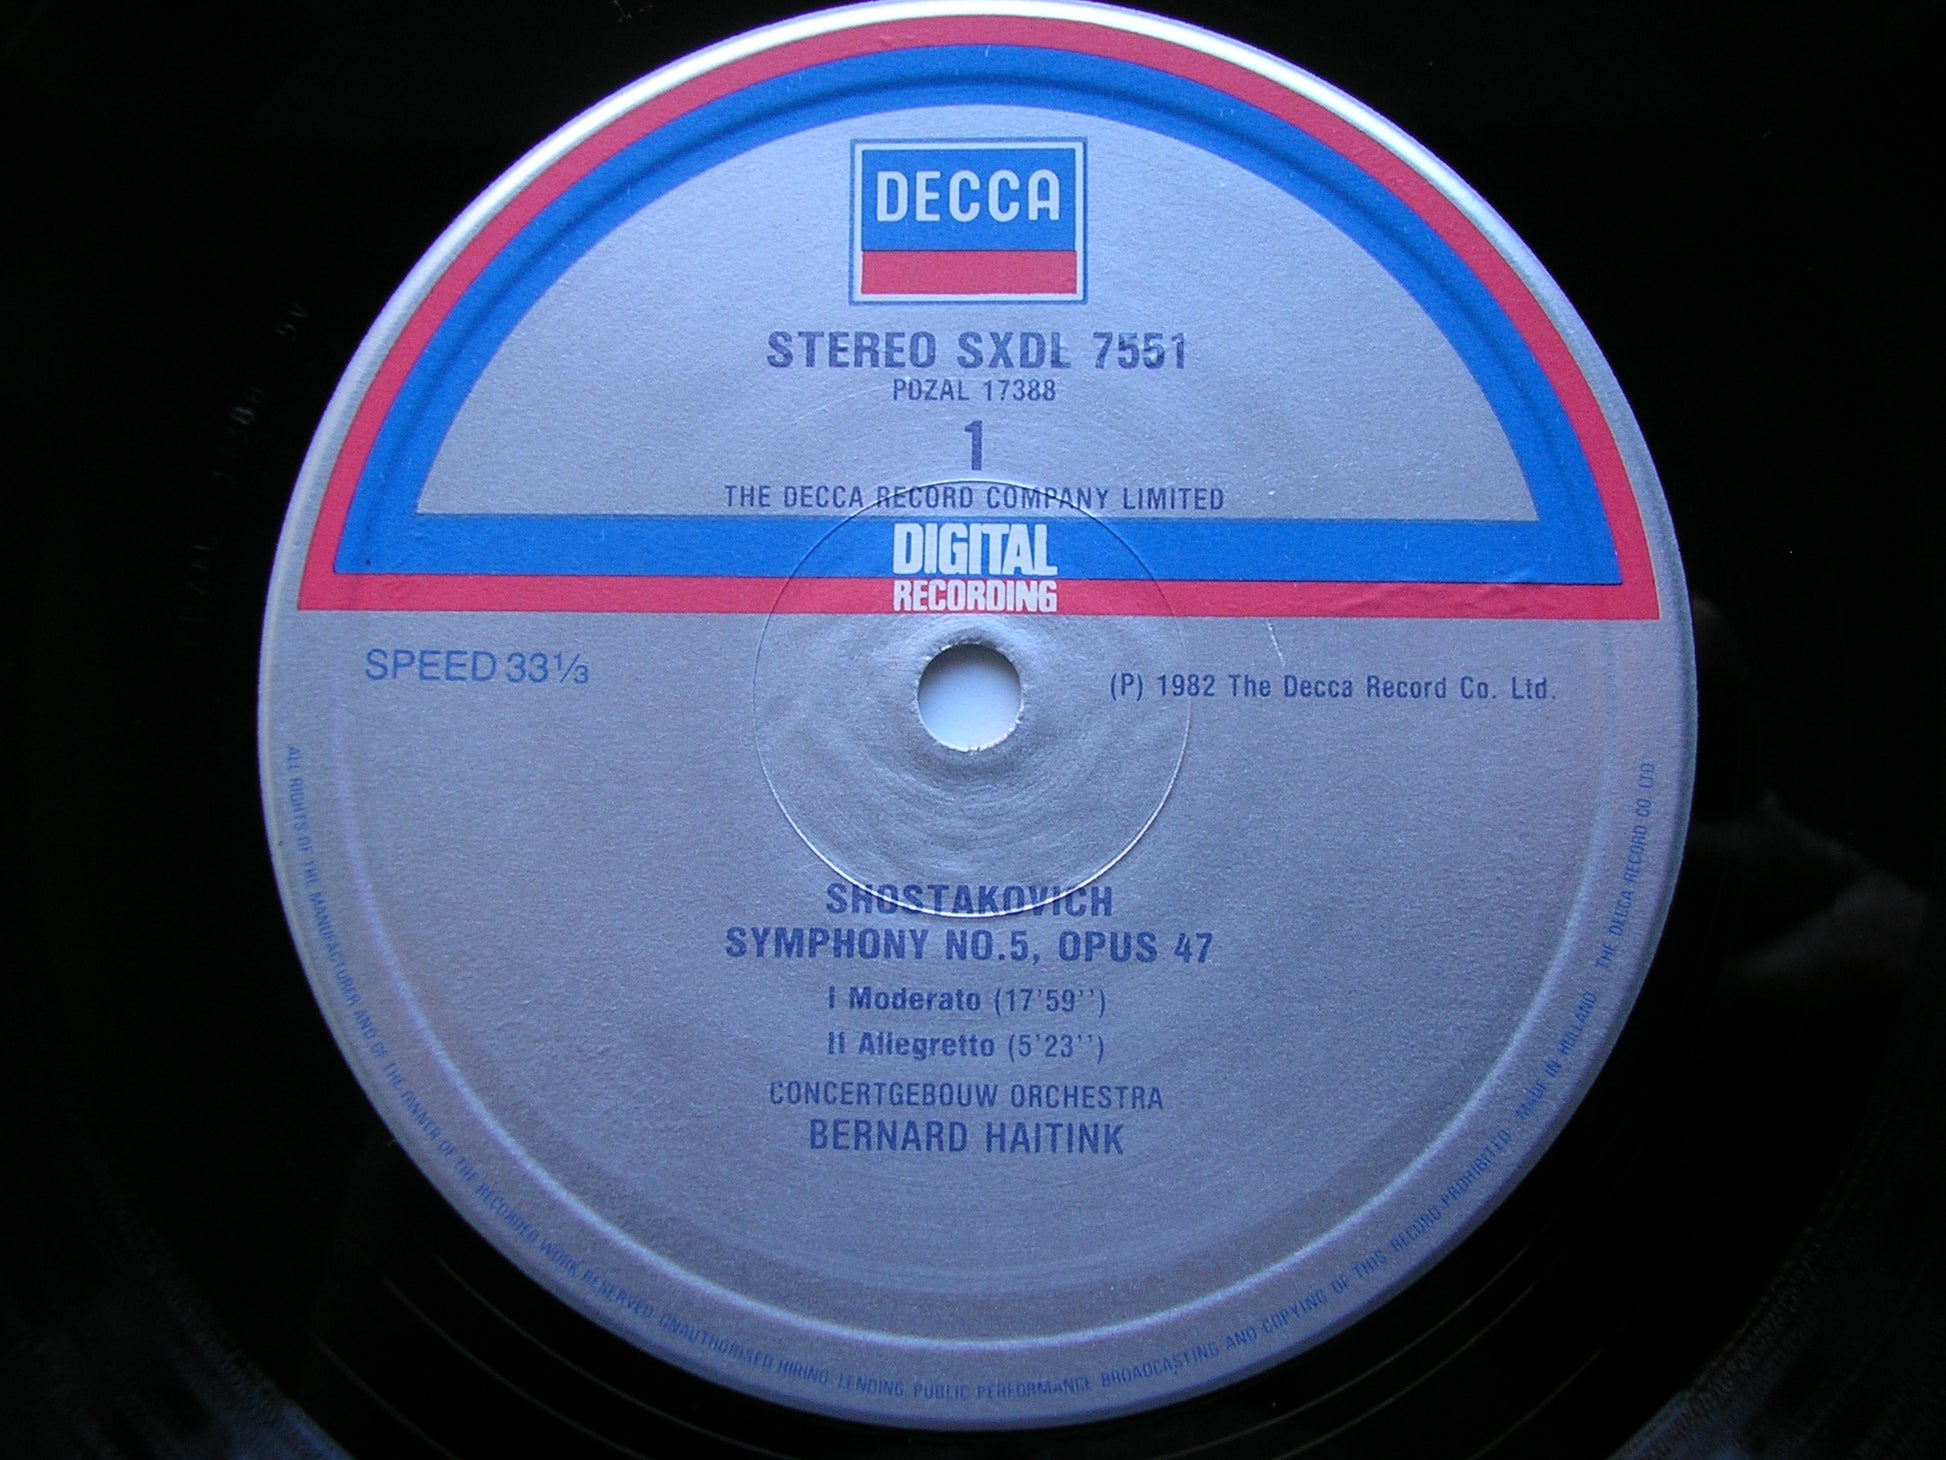 DECCA
STEREO SXDL 7551
PDZAL 17388
1
THE DECCA RECORD COMPANY LIMITED
DIGITAL
RECORDING
SPEED 33⅓
(P) 1982 The Decca Record Co. Ltd.
SHOSTAKOVICH
SYMPHONY NO.5, OPUS 47
I Moderato (17'59'')
II Allegretto (5'23'')
CONCERTGEBOUW ORCHESTRA
BERNARD HAITINK
ALL RIGHTS OF THE MANUFACTURER AND OF THE OWNER OF THE RECORDED WORK RESERVED. UNAUTHORISED HIRING, LENDING, PUBLIC PERFORMANCE BROADCASTING AND COPYING OF THIS RECORD PROHIBITED. MADE IN HOLLAND THE DECCA RECORD CO LTD